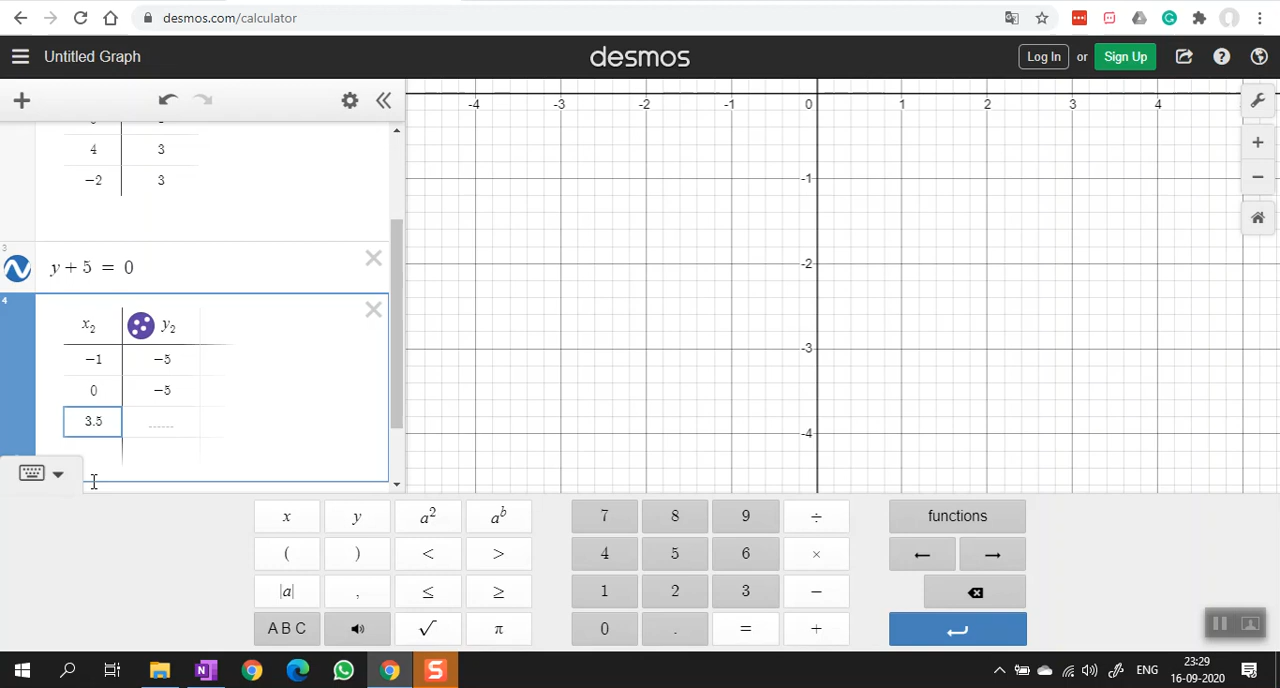 desmos.com/calculator
Untitled Graph
desmos
Log In or Sign Up
4 3
−2 3
3
y + 5 = 0
4
x₂ y₂
−1 −5
0 −5
3.5
-4 -3 -2 -1 0 1 2 3 4
-1
-2
-3
-4
x y a² aᵇ 7 8 9 ÷ functions
( ) < > 4 5 6 × ← →
|a| , ≤ ≥ 1 2 3 −
A B C √ π 0 . = +
ENG
23:29
16-09-2020